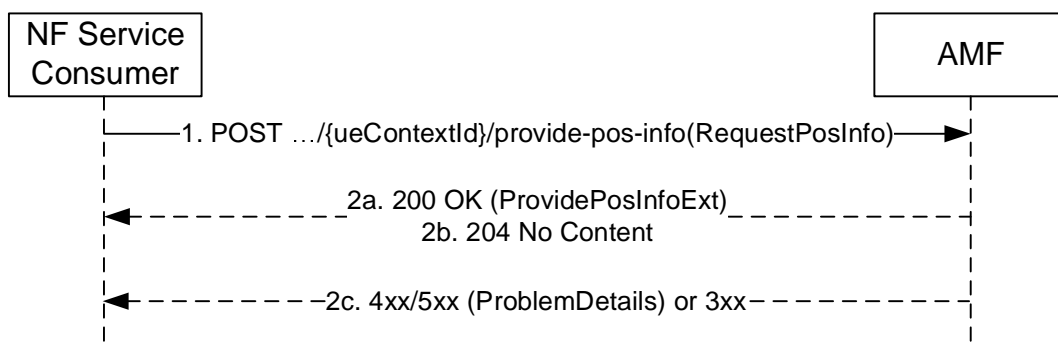 NF Service
Consumer
AMF
1. POST …/{ueContextId}/provide-pos-info(RequestPosInfo)
2a. 200 OK (ProvidePosInfoExt)
2b. 204 No Content
2c. 4xx/5xx (ProblemDetails) or 3xx